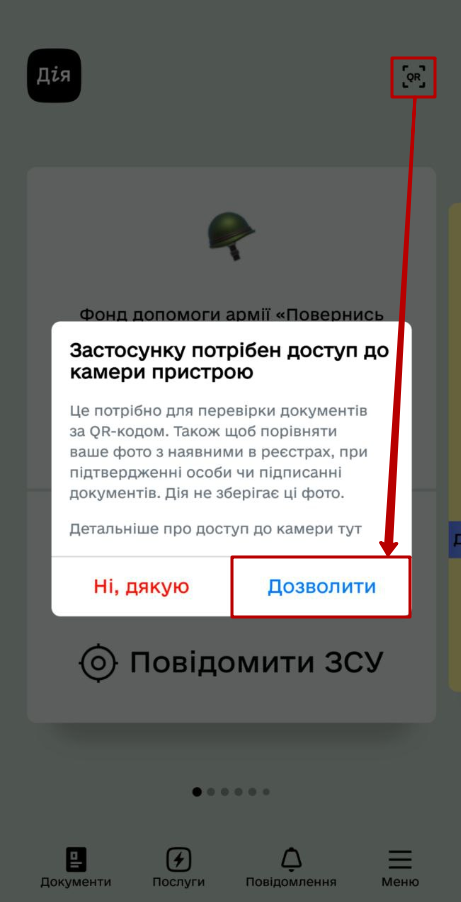 Дія
QR
Фонд допомоги армії «Повернись
Застосунку потрібен доступ до
камери пристрою
Це потрібно для перевірки документів
за QR-кодом. Також щоб порівняти
ваше фото з наявними в реєстрах, при
підтвердженні особи чи підписанні
документів. Дія не зберігає ці фото.
Детальніше про доступ до камери тут
Ні, дякую
Дозволити
Повідомити ЗСУ
Документи
Послуги
Повідомлення
Меню